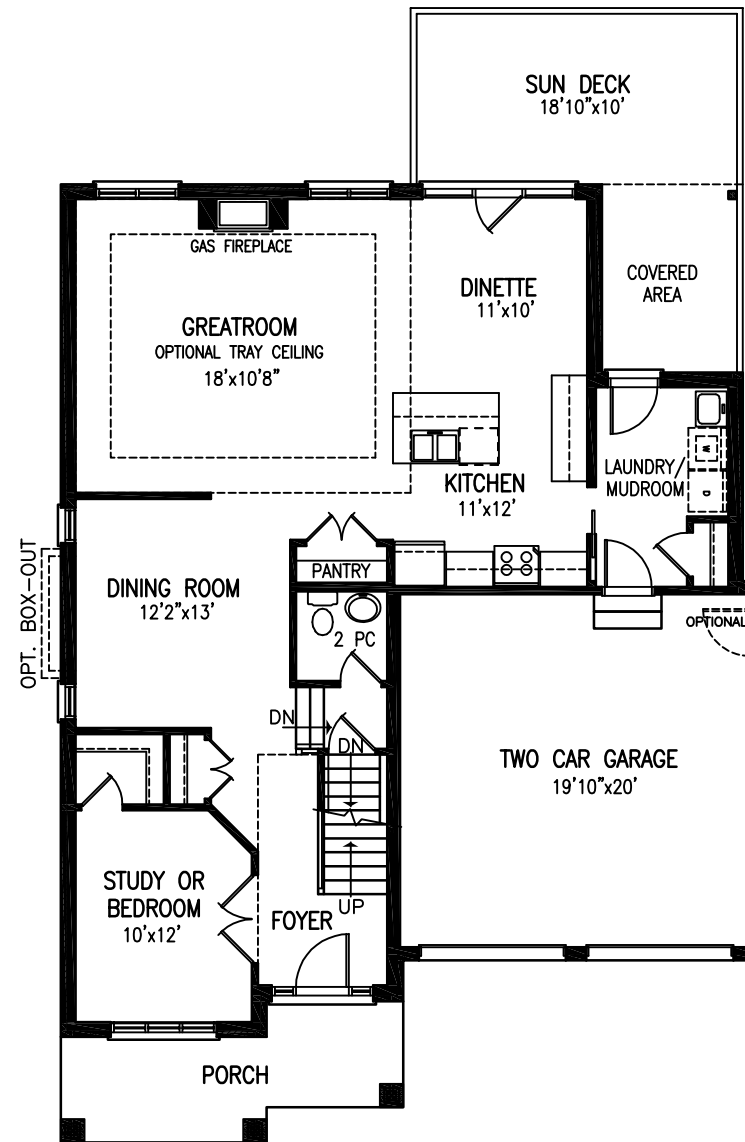 SUN DECK
18'10"x10'
GAS FIREPLACE
COVERED
AREA
DINETTE
11'x10'
GREATROOM
OPTIONAL TRAY CEILING
18'x10'8"
W
LAUNDRY/
MUDROOM
D
KITCHEN
11'x12'
PANTRY
DINING ROOM
12'2"x13'
OPT. BOX-OUT
2 PC
OPTIONAL
DN
DN
TWO CAR GARAGE
19'10"x20'
STUDY OR
BEDROOM
10'x12'
UP
FOYER
PORCH